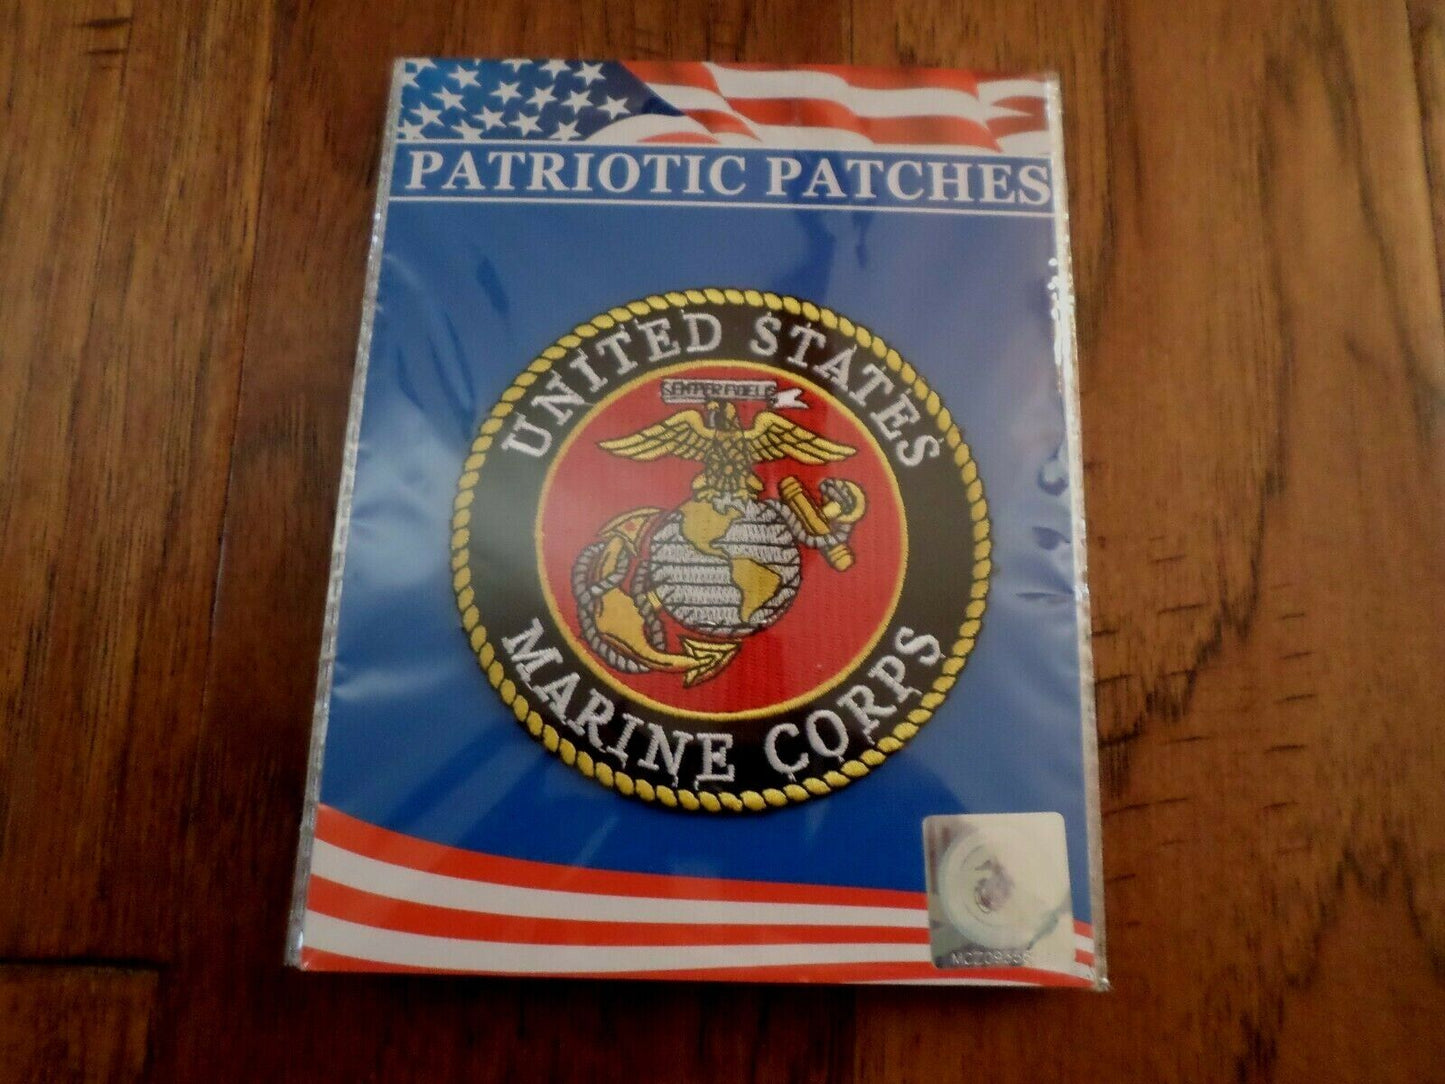 PATRIOTIC PATCHES
UNITED STATES
SEMPER FIDELIS
MARINE CORPS